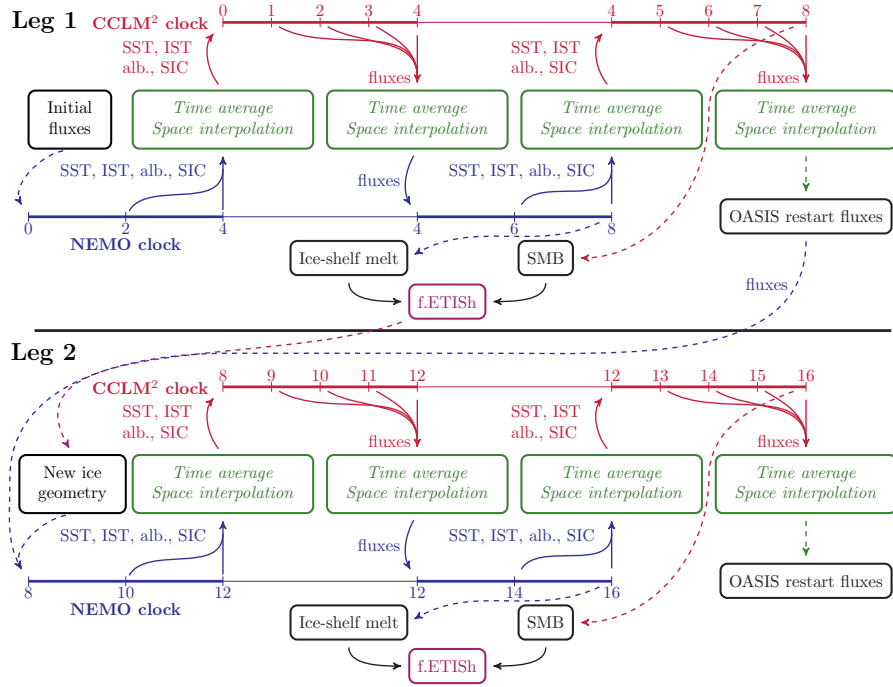 Leg 1
CCLM² clock
0 1 2 3 4 4 5 6 7 8
SST, IST
alb., SIC
fluxes
SST, IST
alb., SIC
fluxes
Initial
fluxes
Time average
Space interpolation
Time average
Space interpolation
Time average
Space interpolation
Time average
Space interpolation
SST, IST, alb., SIC
fluxes
SST, IST, alb., SIC
0 2 4 4 6 8
NEMO clock
OASIS restart fluxes
Ice-shelf melt
SMB
f.ETISh
fluxes
Leg 2
CCLM² clock
8 9 10 11 12 12 13 14 15 16
SST, IST
alb., SIC
fluxes
SST, IST
alb., SIC
fluxes
New ice
geometry
Time average
Space interpolation
Time average
Space interpolation
Time average
Space interpolation
Time average
Space interpolation
SST, IST, alb., SIC
fluxes
SST, IST, alb., SIC
8 10 12 12 14 16
NEMO clock
OASIS restart fluxes
Ice-shelf melt
SMB
f.ETISh